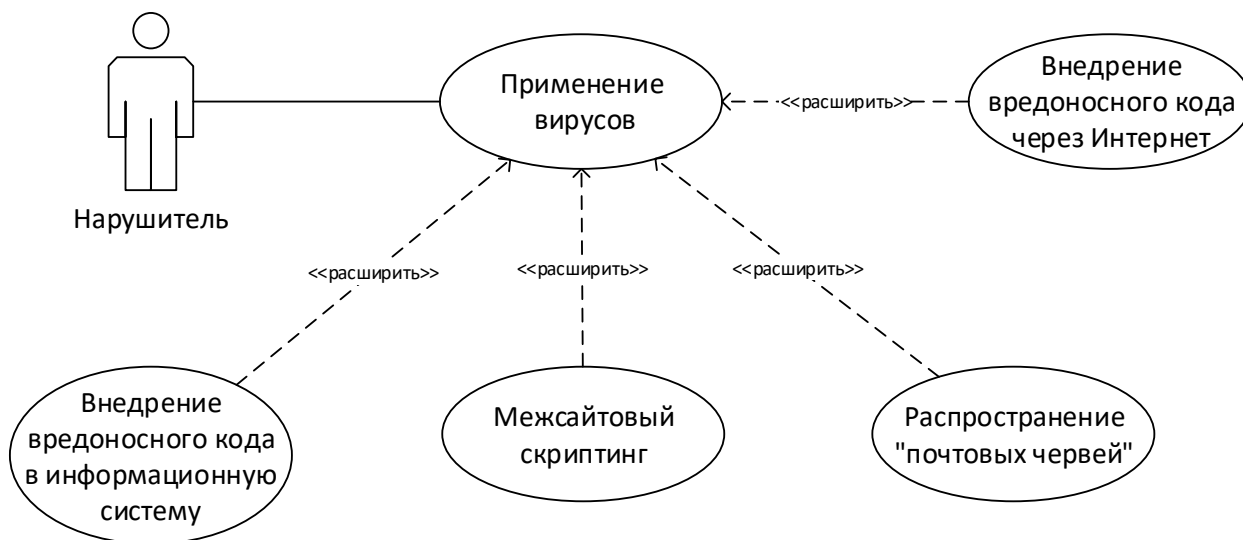 Применение
вирусов
Внедрение
вредоносного кода
через Интернет
<<расширить>>
Нарушитель
<<расширить>>
<<расширить>>
<<расширить>>
Внедрение
вредоносного кода
в информационную
систему
Межсайтовый
скриптинг
Распространение
"почтовых червей"